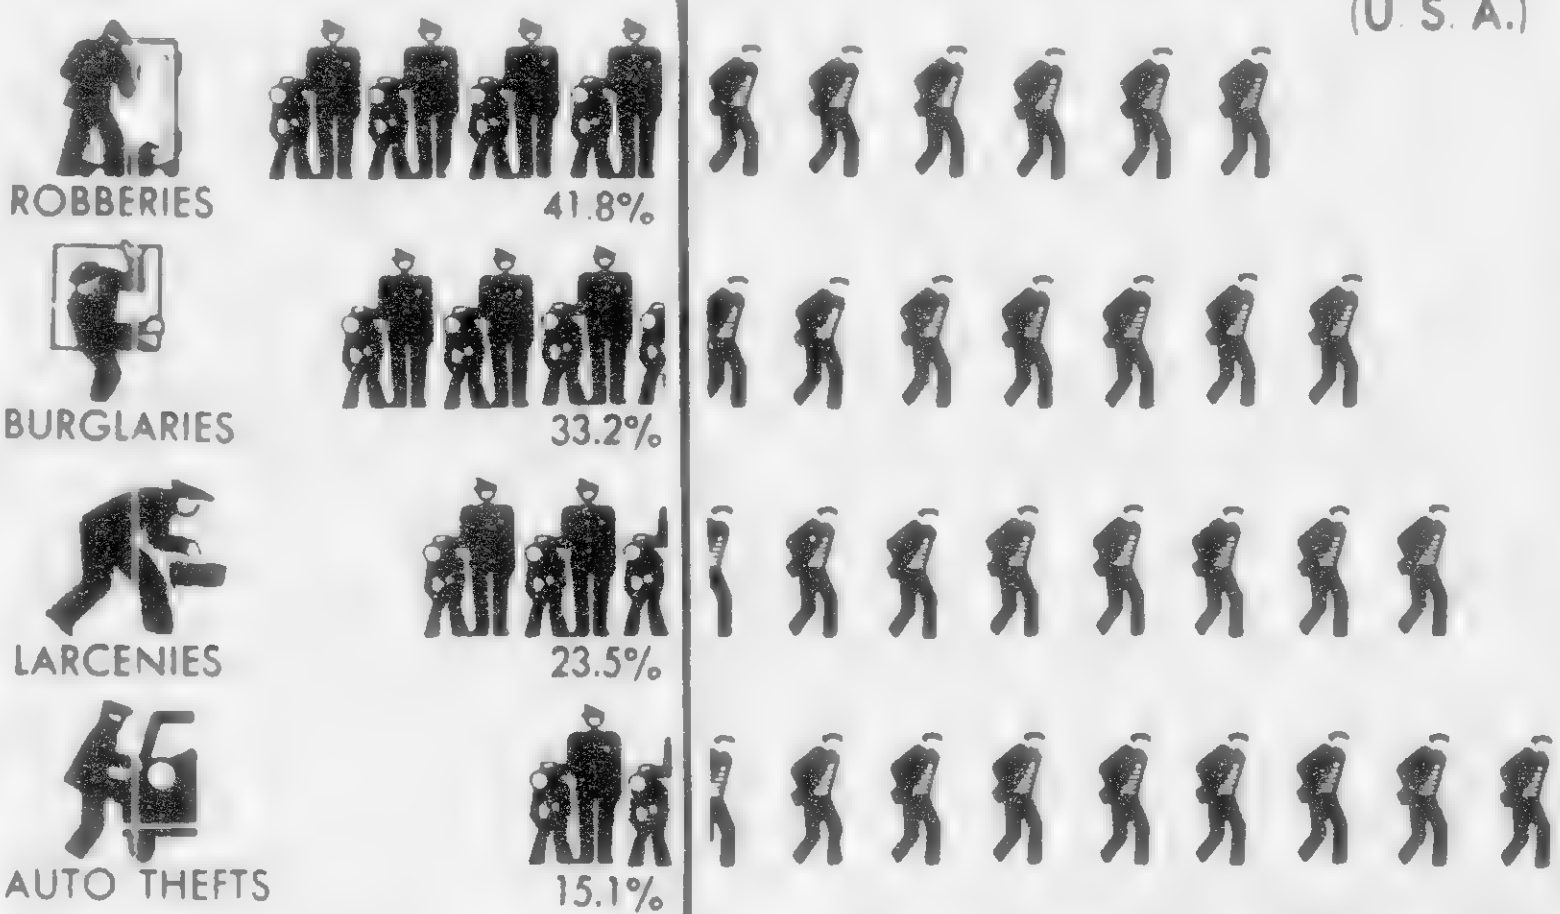 (U. S. A.)
ROBBERIES
41.8%
BURGLARIES
33.2%
LARCENIES
23.5%
AUTO THEFTS
15.1%